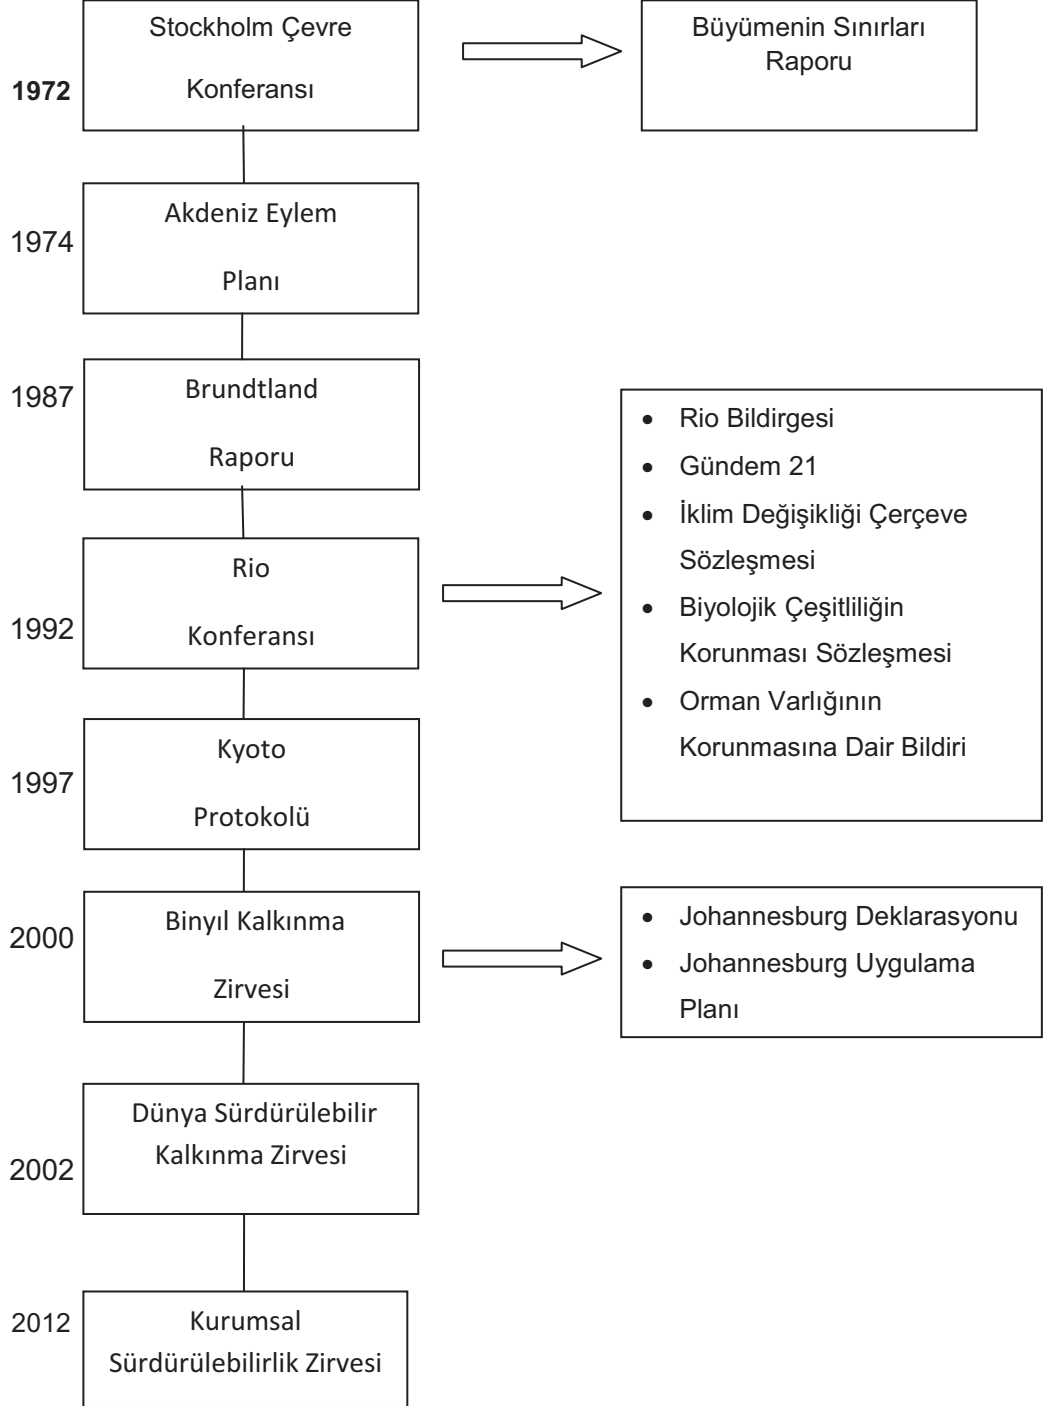 Stockholm Çevre
1972 Konferansı
Büyümenin Sınırları
Raporu
Akdeniz Eylem
1974
Planı
1987 Brundtland
Raporu
Rio
1992 Konferansı
• Rio Bildirgesi
• Gündem 21
• İklim Değişikliği Çerçeve
Sözleşmesi
• Biyolojik Çeşitliliğin
Korunması Sözleşmesi
• Orman Varlığının
Korunmasına Dair Bildiri
Kyoto
1997
Protokolü
Binyıl Kalkınma
2000
Zirvesi
• Johannesburg Deklarasyonu
• Johannesburg Uygulama
Planı
Dünya Sürdürülebilir
Kalkınma Zirvesi
2002
2012 Kurumsal
Sürdürülebilirlik Zirvesi